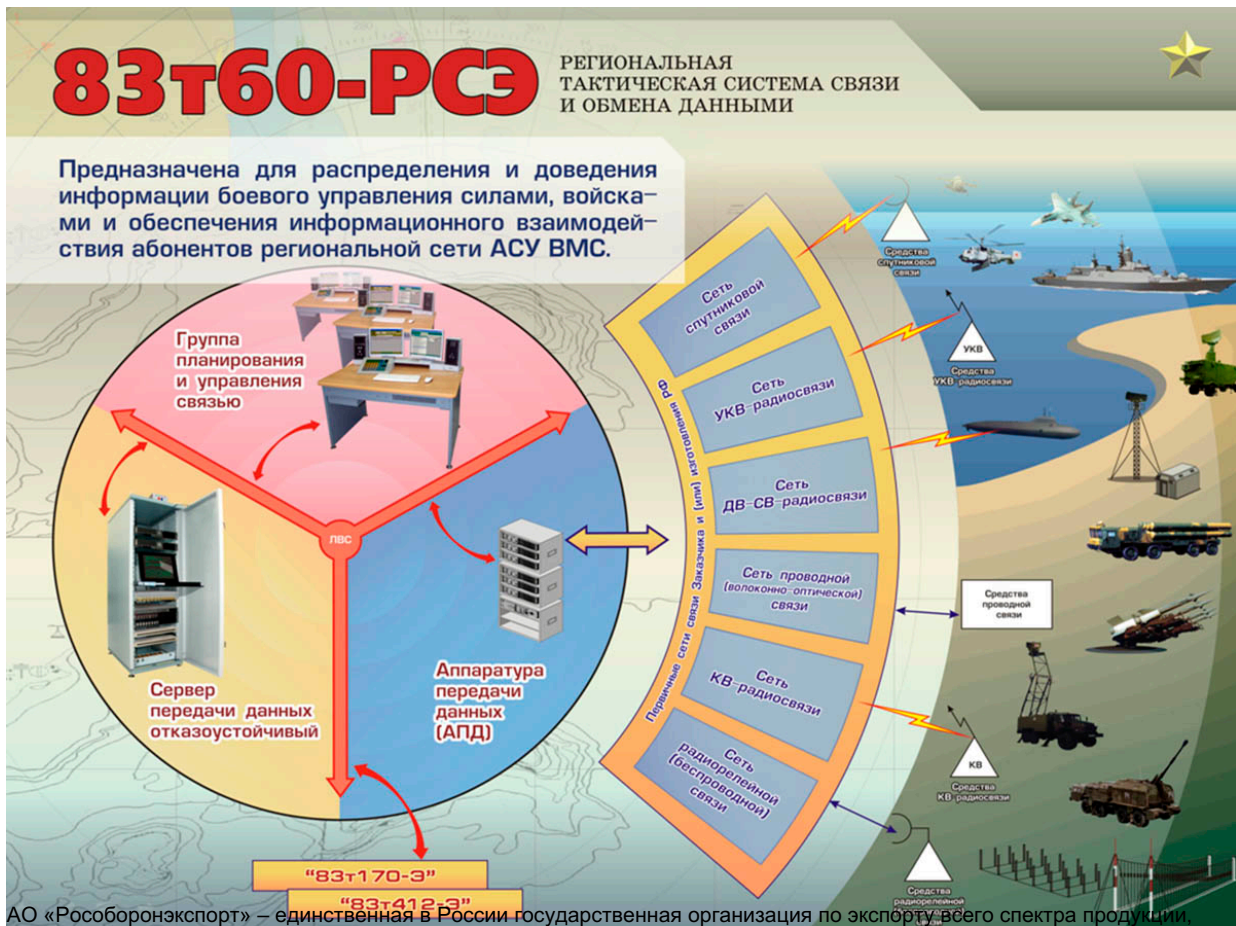 83т60-РСЭ
РЕГИОНАЛЬНАЯ
ТАКТИЧЕСКАЯ СИСТЕМА СВЯЗИ
И ОБМЕНА ДАННЫМИ
Предназначена для распределения и доведения
информации боевого управления силами, войска–
ми и обеспечения информационного взаимодей–
ствия абонентов региональной сети АСУ ВМС.
Группа
планирования
и управления
связью
ЛВС
Сервер
передачи данных
отказоустойчивый
Аппаратура
передачи
данных
(АПД)
"83т170-Э"
"83т412-Э"
Первичные сети связи Заказчика и (или) изготовления РФ
Сеть
спутниковой
связи
Сеть
УКВ-радиосвязи
Сеть
ДВ-СВ-радиосвязи
Сеть проводной
(волоконно-оптической)
связи
Сеть
КВ-радиосвязи
Сеть
радиорелейной
(беспроводной)
связи
Средства
спутниковой
связи
УКВ
Средства
УКВ-радиосвязи
Средства
проводной
связи
КВ
Средства
КВ-радиосвязи
Средства
радиорелейной
связи
АО «Рособоронэкспорт» – единственная в России государственная организация по экспорту всего спектра продукции,